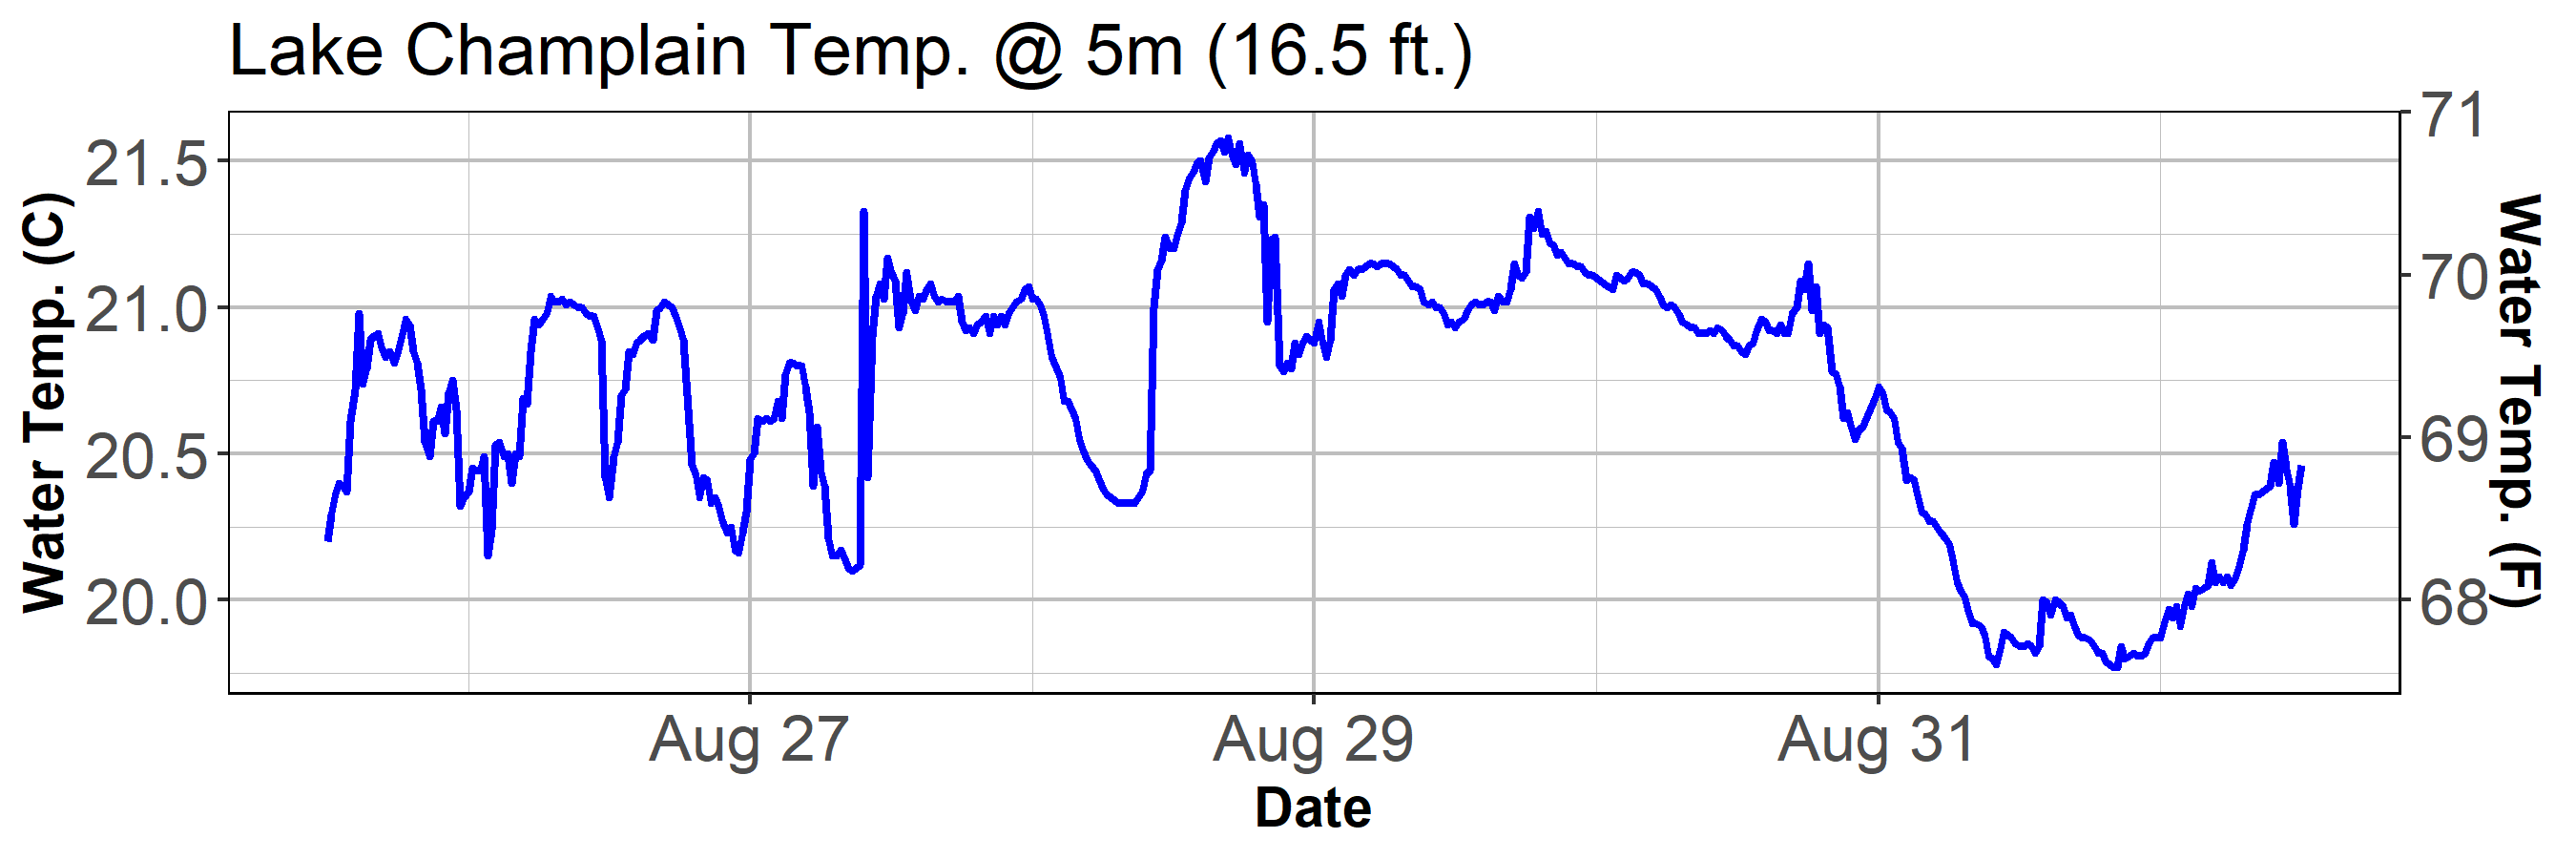 Lake Champlain Temp. @ 5m (16.5 ft.)
Water Temp. (C)
21.5
21.0
20.5
20.0
71
70
69
68
Water Temp. (F)
Aug 27
Aug 29
Aug 31
Date